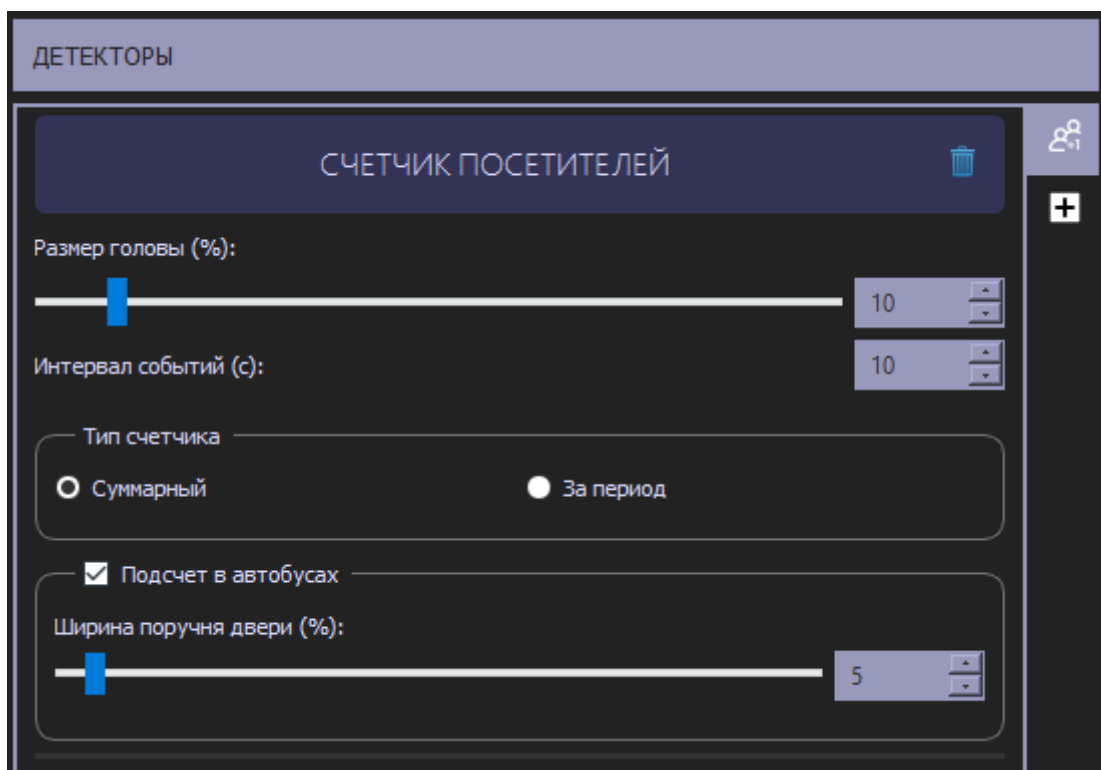 ДЕТЕКТОРЫ
СЧЕТЧИК ПОСЕТИТЕЛЕЙ
+1
Размер головы (%):
10
Интервал событий (с):
10
Тип счетчика
Суммарный
За период
Подсчет в автобусах
Ширина поручня двери (%):
5